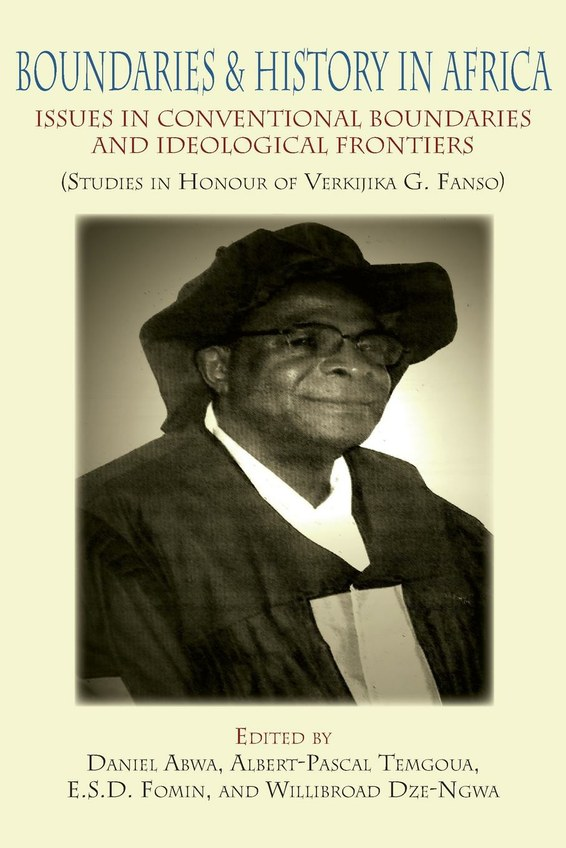 BOUNDARIES & HISTORY IN AFRICA
ISSUES IN CONVENTIONAL BOUNDARIES
AND IDEOLOGICAL FRONTIERS
(STUDIES IN HONOUR OF VERKIJIKA G. FANSO)
EDITED BY
DANIEL ABWA, ALBERT-PASCAL TEMGOUA,
E.S.D. FOMIN, AND WILLIBROAD DZE-NGWA